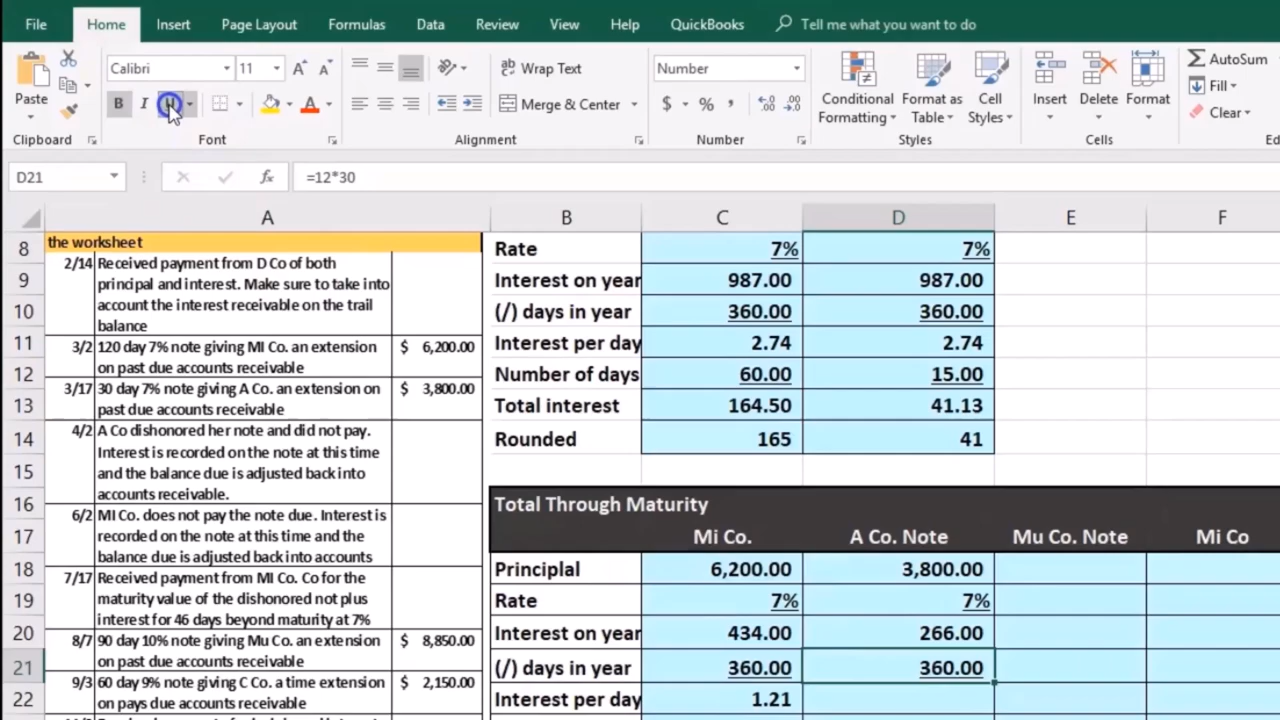 File Home Insert Page Layout Formulas Data Review View Help QuickBooks Tell me what you want to do
Calibri 11 A A Wrap Text Number AutoSum
Paste Conditional Format as Cell Insert Delete Format Fill
B I U A Merge & Center $ % , Formatting Table Styles Clear
Clipboard Font Alignment Number Styles Cells Ed
D21 fx =12*30
A B C D E F
8 the worksheet Rate 7% 7%
2/14 Received payment from D Co of both
9 principal and interest. Make sure to take into Interest on year 987.00 987.00
10 account the interest receivable on the trail (/) days in year 360.00 360.00
balance
11 3/2 120 day 7% note giving MI Co. an extension $ 6,200.00 Interest per day 2.74 2.74
12 on past due accounts receivable Number of days 60.00 15.00
3/17 30 day 7% note giving A Co. an extension on $ 3,800.00
13 past due accounts receivable Total interest 164.50 41.13
14 4/2 A Co dishonored her note and did not pay. Rounded 165 41
Interest is recorded on the note at this time
15 and the balance due is adjusted back into
accounts receivable.
16 6/2 MI Co. does not pay the note due. Interest is Total Through Maturity
17 recorded on the note at this time and the Mi Co. A Co. Note Mu Co. Note Mi Co
balance due is adjusted back into accounts
18 7/17 Received payment from MI Co. Co for the Principlal 6,200.00 3,800.00
19 maturity value of the dishonored not plus Rate 7% 7%
interest for 46 days beyond maturity at 7%
20 8/7 90 day 10% note giving Mu Co. an extension $ 8,850.00 Interest on year 434.00 266.00
21 on past due accounts receivable (/) days in year 360.00 360.00
9/3 60 day 9% note giving C Co. a time extension $ 2,150.00
22 on pays due accounts receivable Interest per day 1.21